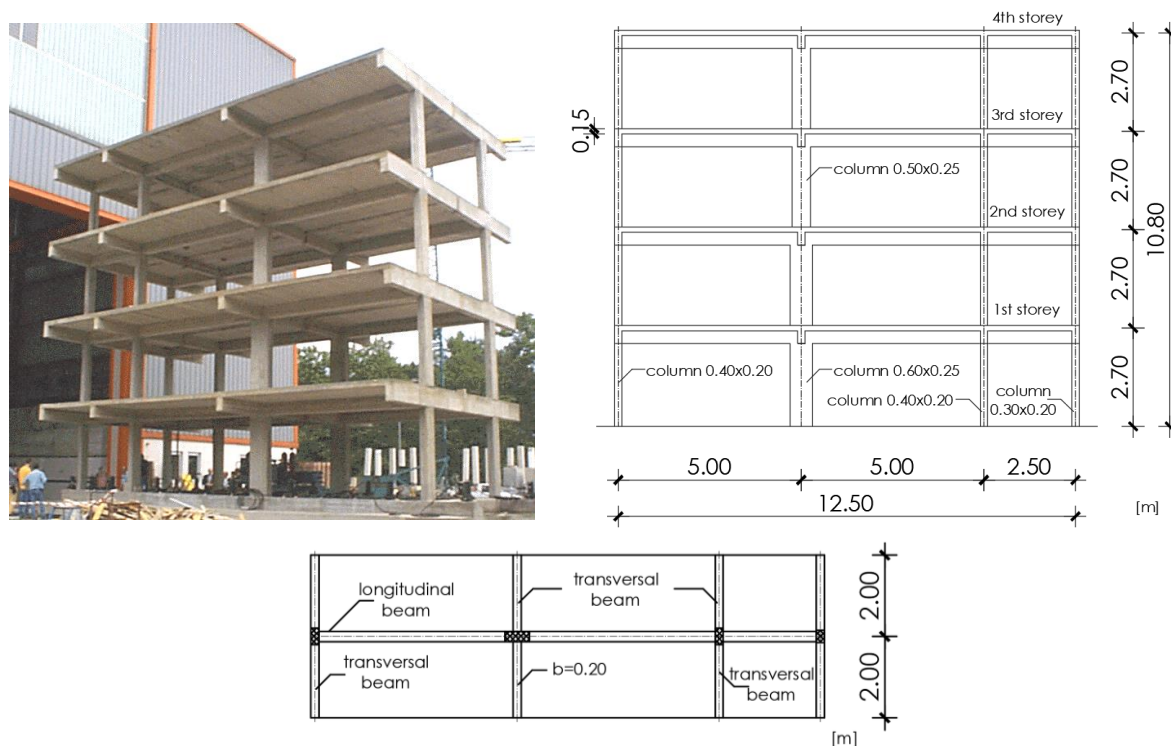 4th storey
2.70
3rd storey
0.15
column 0.50x0.25
2.70
2nd storey
10.80
2.70
1st storey
column 0.40x0.20
column 0.60x0.25
column 0.40x0.20
column
0.30x0.20
2.70
5.00
5.00
2.50
12.50
[m]
longitudinal
beam
transversal
beam
2.00
transversal
beam
b=0.20
transversal
beam
2.00
[m]